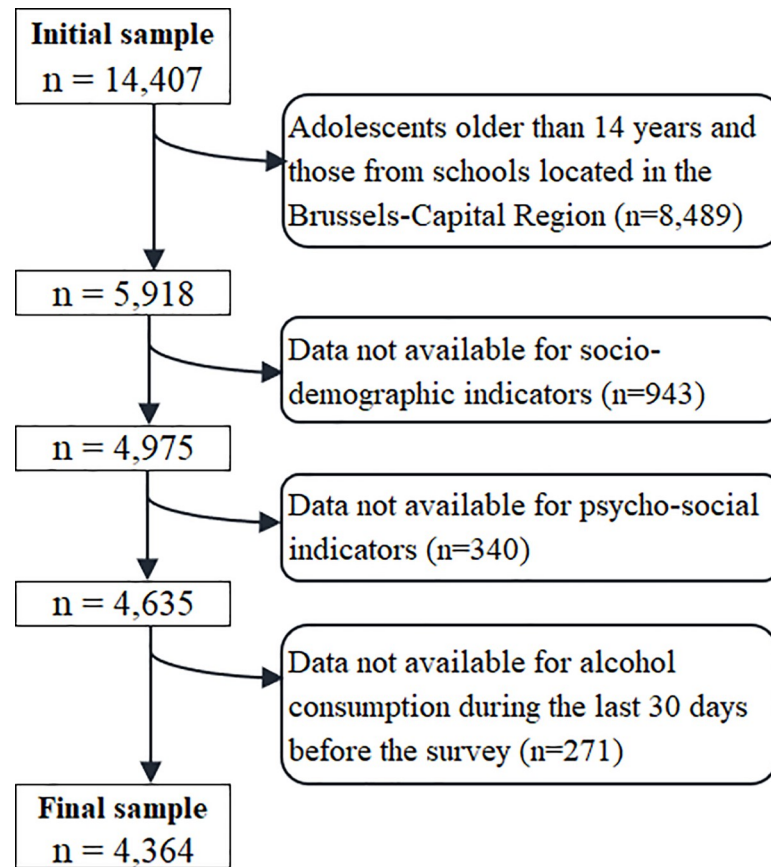 Initial sample
n = 14,407
Adolescents older than 14 years and
those from schools located in the
Brussels-Capital Region (n=8,489)
n = 5,918
Data not available for socio-
demographic indicators (n=943)
n = 4,975
Data not available for psycho-social
indicators (n=340)
n = 4,635
Data not available for alcohol
consumption during the last 30 days
before the survey (n=271)
Final sample
n = 4,364